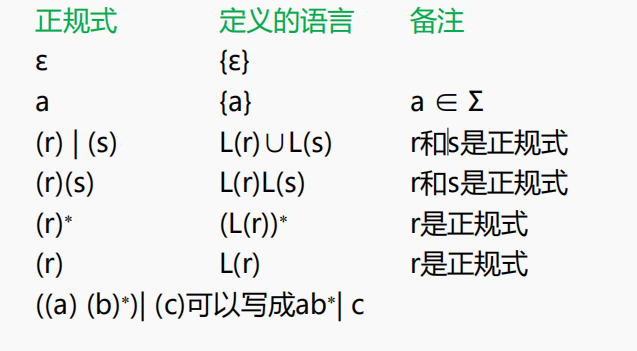 正规式 定义的语言 备注
ε {ε}
a {a} a ∈ Σ
(r) | (s) L(r)∪L(s) r和s是正规式
(r)(s) L(r)L(s) r和s是正规式
(r)* (L(r))* r是正规式
(r) L(r) r是正规式
((a) (b)*)| (c)可以写成ab*| c